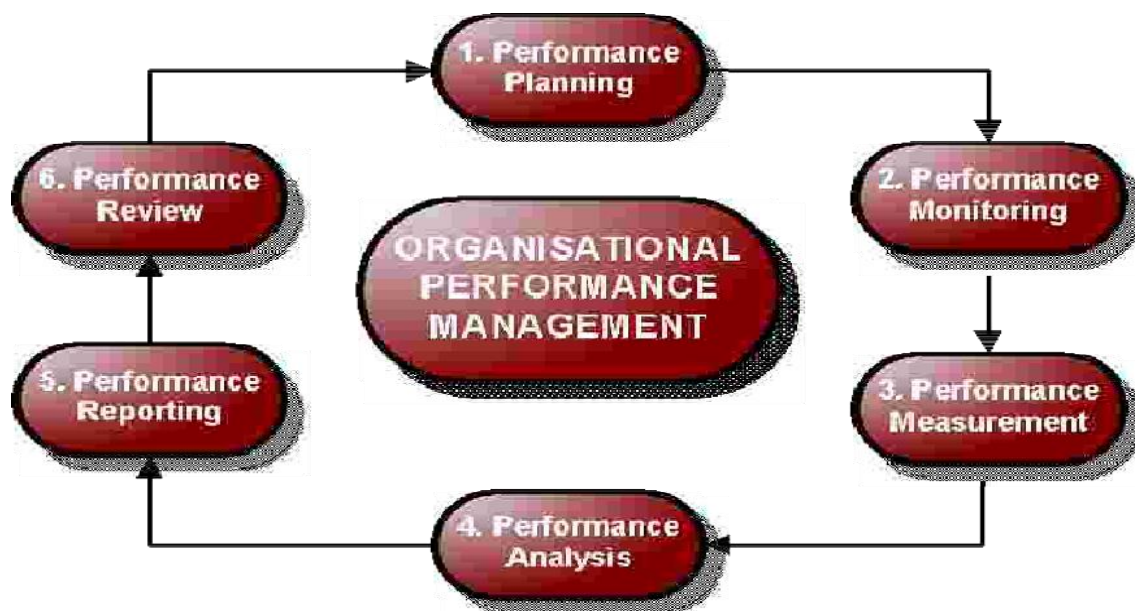 1. Performance
Planning
2. Performance
Monitoring
3. Performance
Measurement
4. Performance
Analysis
5. Performance
Reporting
6. Performance
Review
ORGANISATIONAL
PERFORMANCE
MANAGEMENT